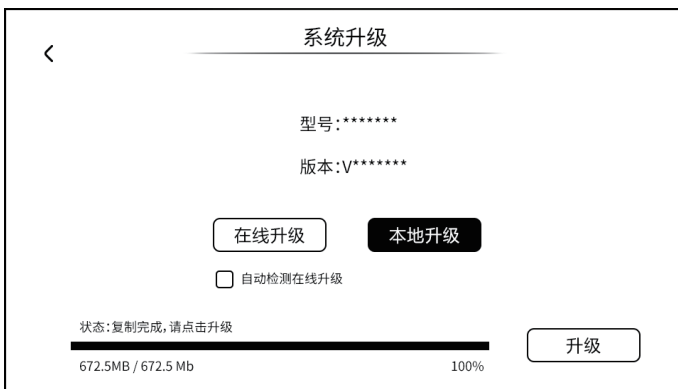 系统升级
型号:*******
版本:V*******
在线升级 本地升级
自动检测在线升级
状态:复制完成,请点击升级
升级
672.5MB / 672.5 Mb 100%